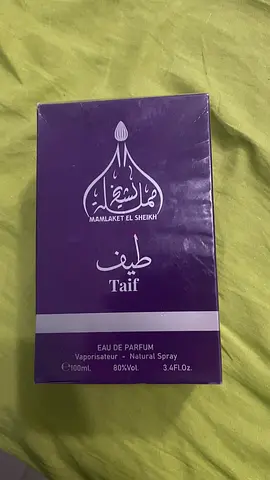 مملكة الشيخ
MAMLAKET EL SHEIKH
طيف
Taif
EAU DE PARFUM
Vaporisateur - Natural Spray
℮100ml. 80%Vol. 3.4Fl.Oz.